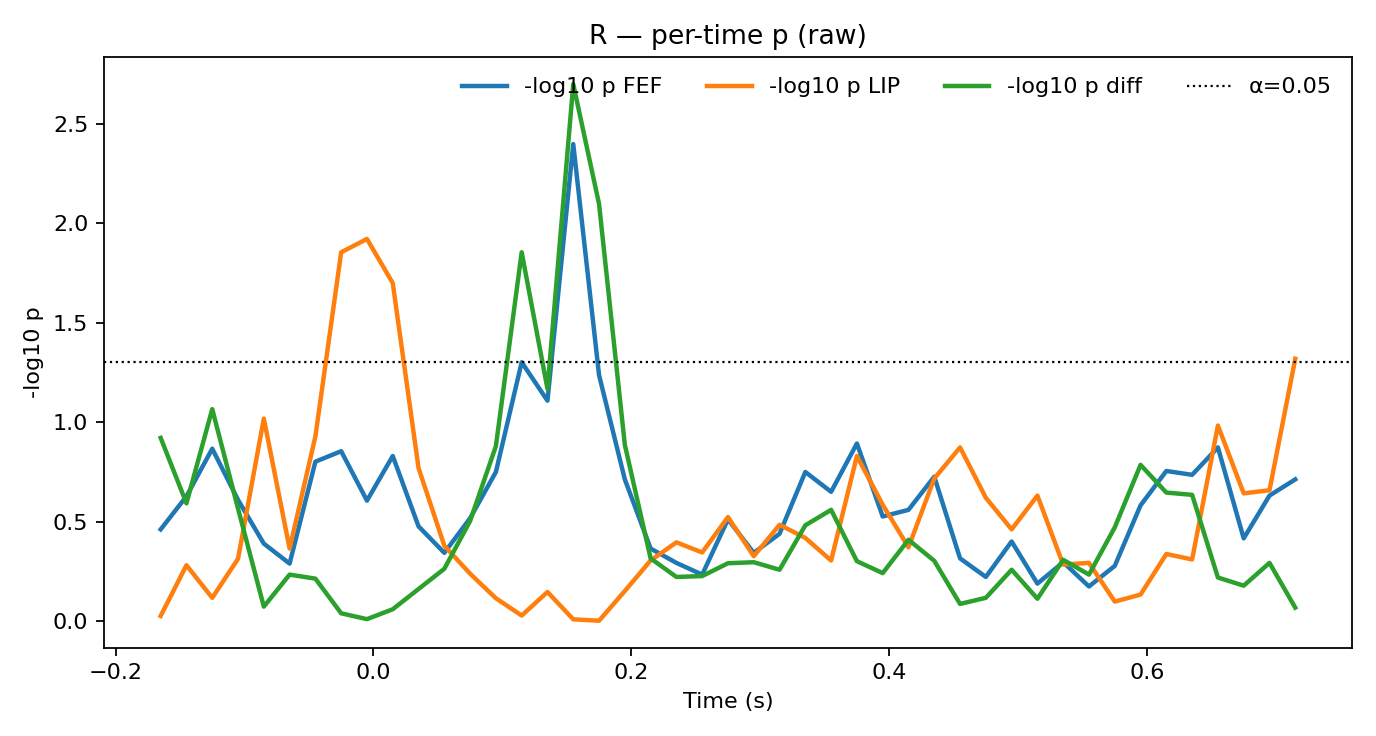 R — per-time p (raw)
-log10 p FEF
-log10 p LIP
-log10 p diff
α=0.05
2.5
2.0
1.5
1.0
0.5
0.0
-log10 p
−0.2
0.0
0.2
0.4
0.6
Time (s)